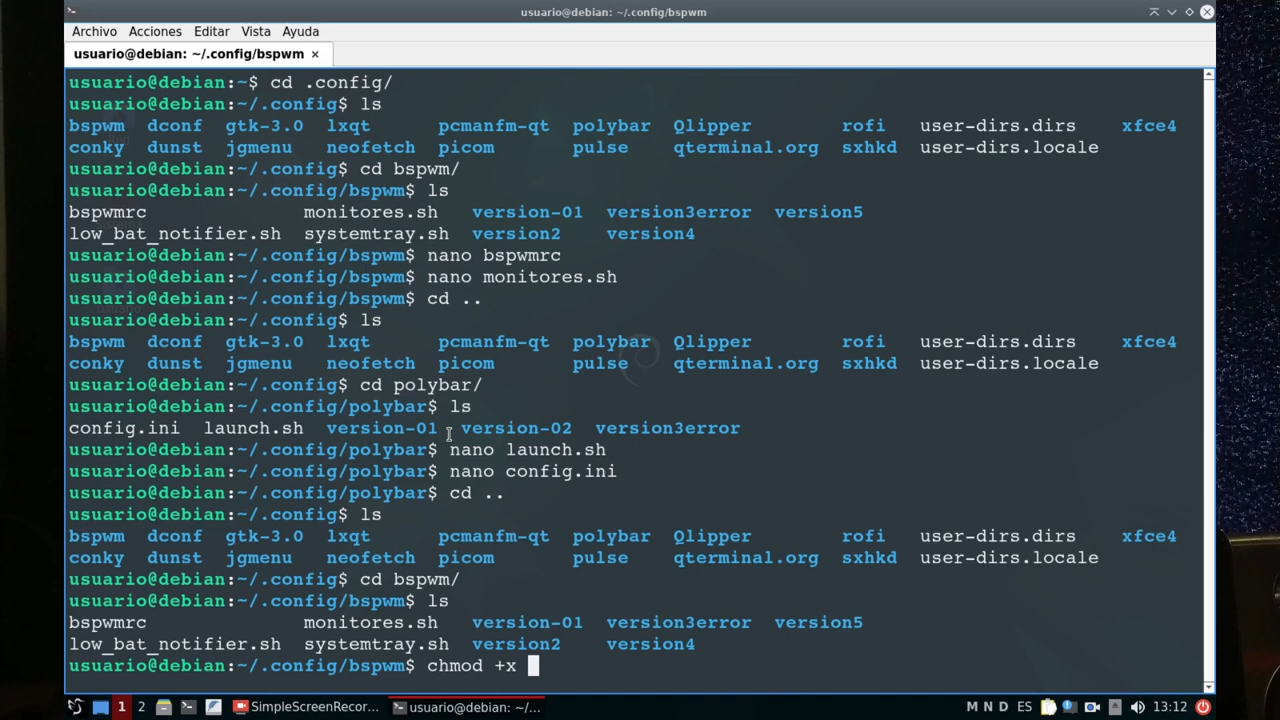 usuario@debian: ~/.config/bspwm
Archivo Acciones Editar Vista Ayuda
usuario@debian: ~/.config/bspwm ×
usuario@debian:~$ cd .config/
usuario@debian:~/.config$ ls
bspwm dconf gtk-3.0 lxqt pcmanfm-qt polybar Qlipper rofi user-dirs.dirs xfce4
conky dunst jgmenu neofetch picom pulse qterminal.org sxhkd user-dirs.locale
usuario@debian:~/.config$ cd bspwm/
usuario@debian:~/.config/bspwm$ ls
bspwmrc monitores.sh version-01 version3error version5
low_bat_notifier.sh systemtray.sh version2 version4
usuario@debian:~/.config/bspwm$ nano bspwmrc
usuario@debian:~/.config/bspwm$ nano monitores.sh
usuario@debian:~/.config/bspwm$ cd ..
usuario@debian:~/.config$ ls
bspwm dconf gtk-3.0 lxqt pcmanfm-qt polybar Qlipper rofi user-dirs.dirs xfce4
conky dunst jgmenu neofetch picom pulse qterminal.org sxhkd user-dirs.locale
usuario@debian:~/.config$ cd polybar/
usuario@debian:~/.config/polybar$ ls
config.ini launch.sh version-01 version-02 version3error
usuario@debian:~/.config/polybar$ nano launch.sh
usuario@debian:~/.config/polybar$ nano config.ini
usuario@debian:~/.config/polybar$ cd ..
usuario@debian:~/.config$ ls
bspwm dconf gtk-3.0 lxqt pcmanfm-qt polybar Qlipper rofi user-dirs.dirs xfce4
conky dunst jgmenu neofetch picom pulse qterminal.org sxhkd user-dirs.locale
usuario@debian:~/.config$ cd bspwm/
usuario@debian:~/.config/bspwm$ ls
bspwmrc monitores.sh version-01 version3error version5
low_bat_notifier.sh systemtray.sh version2 version4
usuario@debian:~/.config/bspwm$ chmod +x
1 2 SimpleScreenRecor... usuario@debian: ~/... M N D ES 13:12